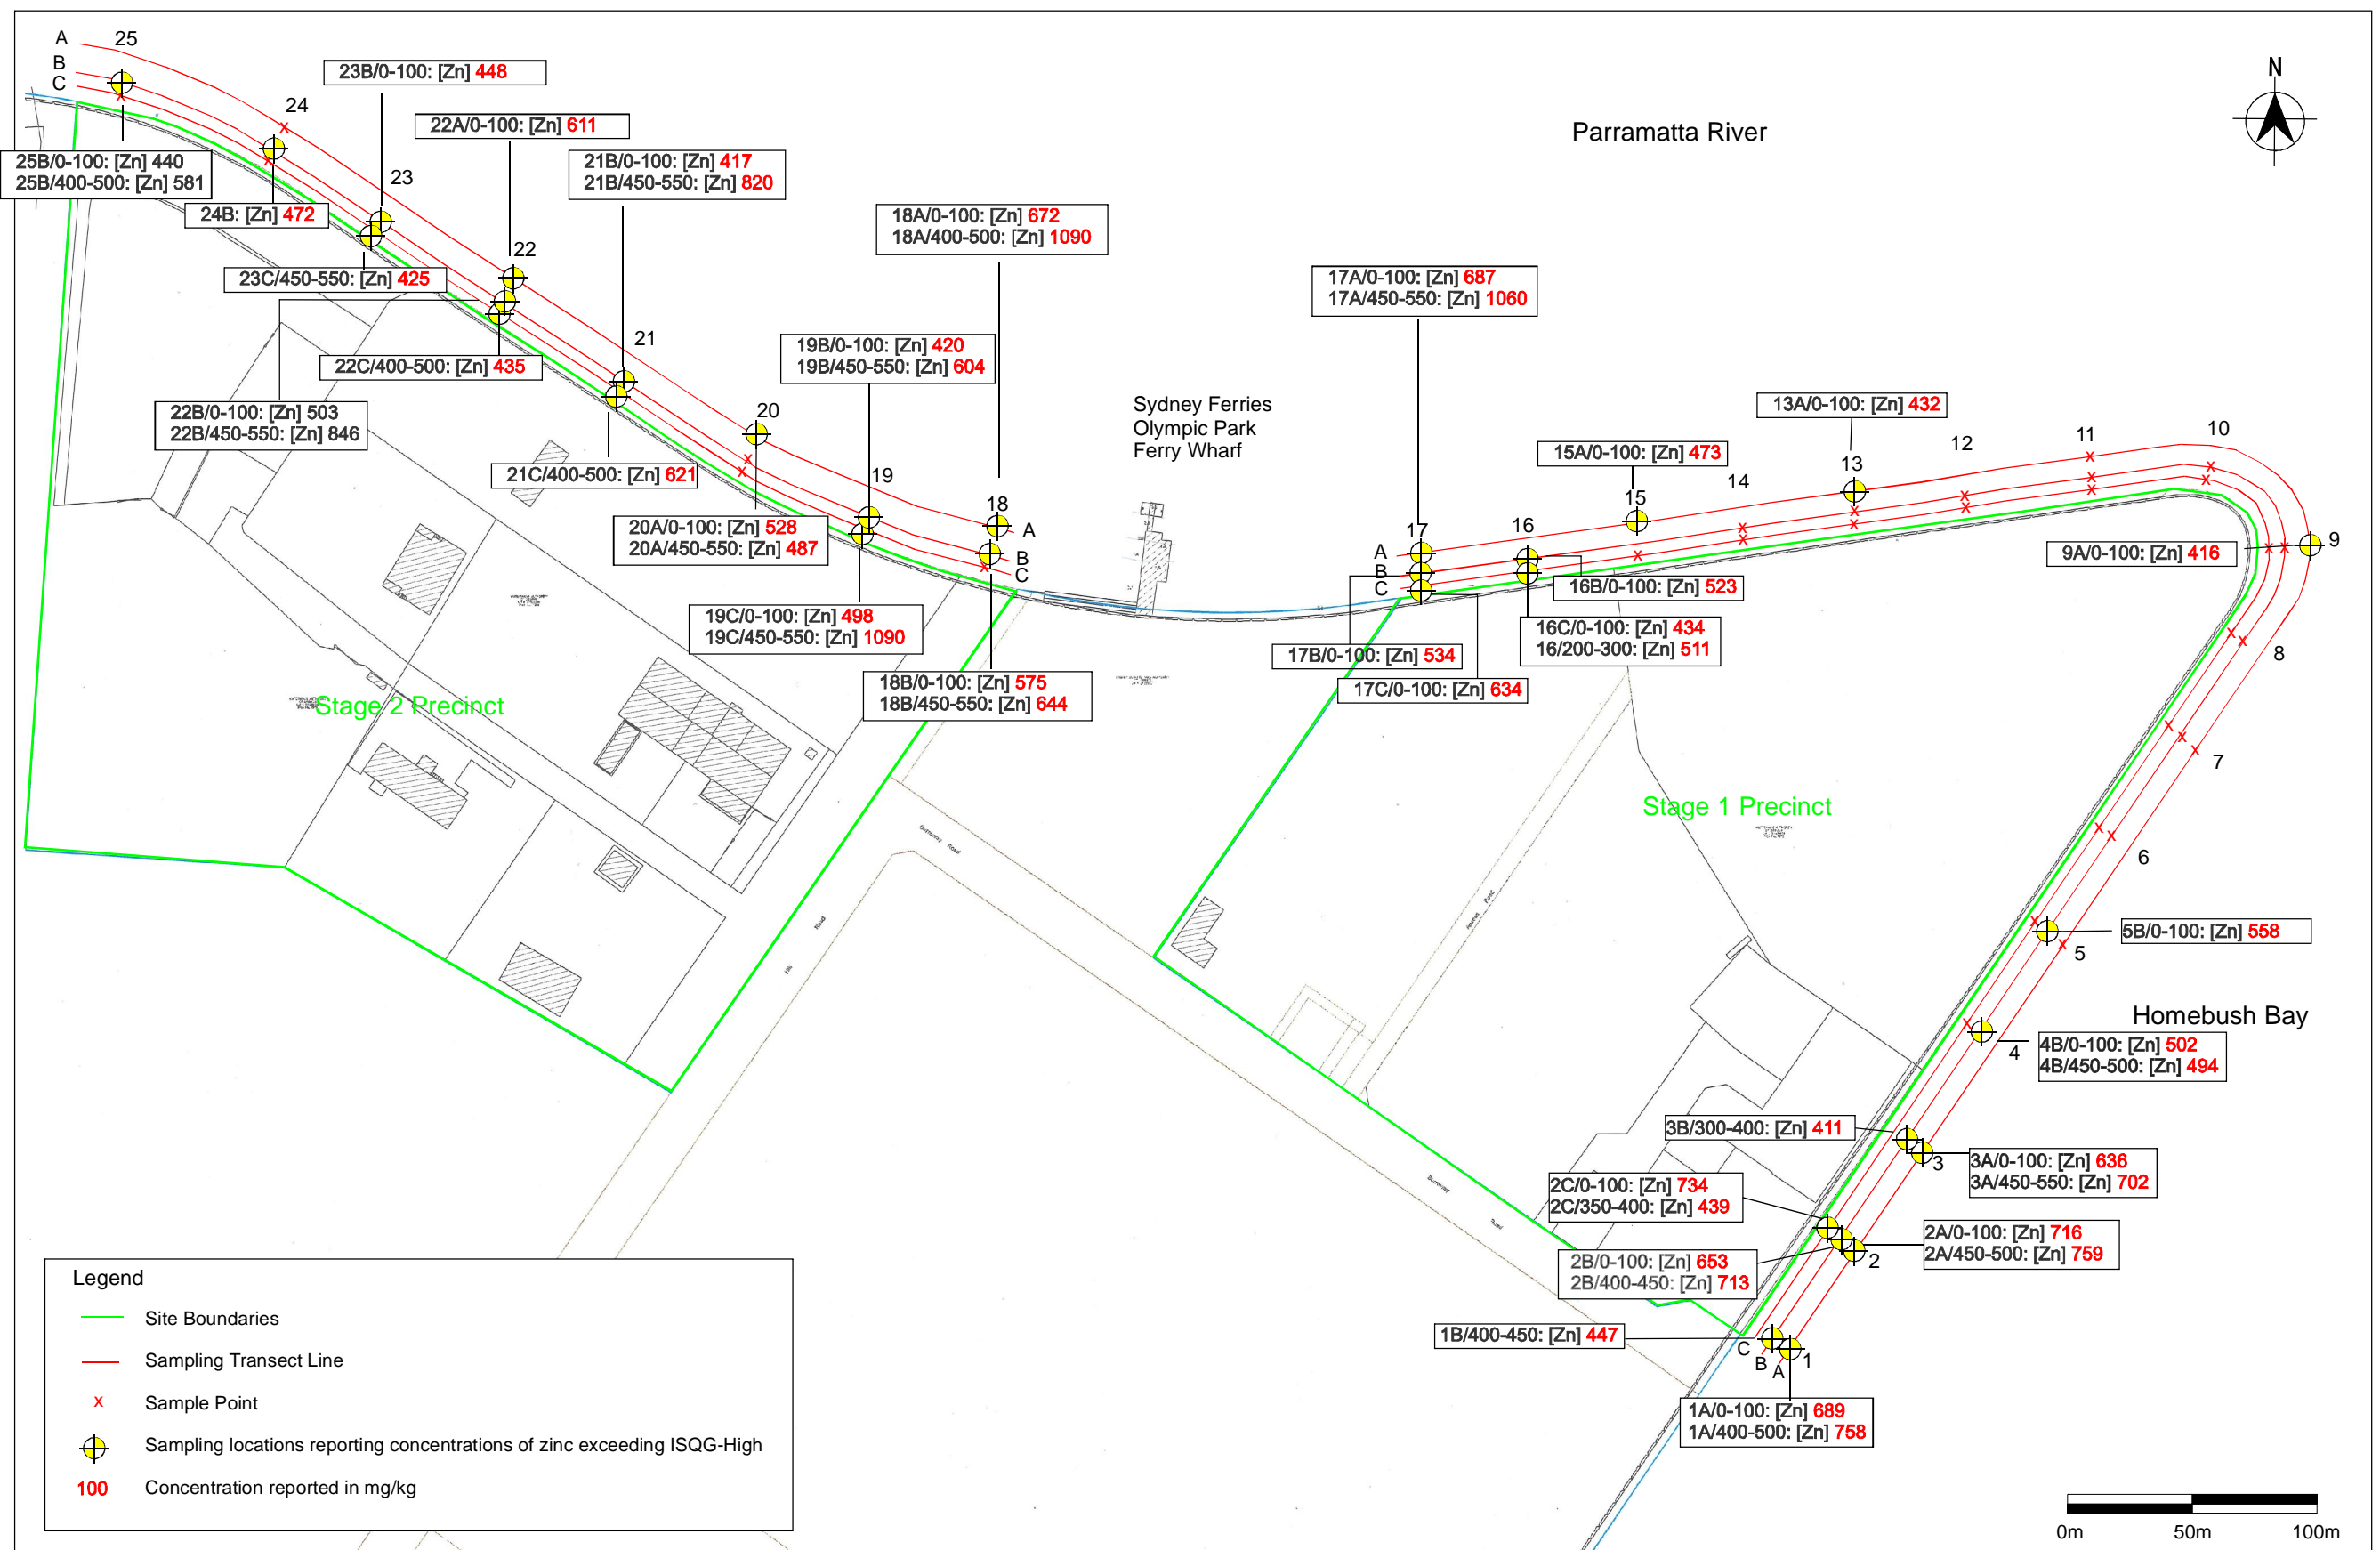 A
25
B
C
24
23B/0-100: [Zn] 448
N
Parramatta River
22A/0-100: [Zn] 611
25B/0-100: [Zn] 440
25B/400-500: [Zn] 581
21B/0-100: [Zn] 417
21B/450-550: [Zn] 820
23
24B: [Zn] 472
18A/0-100: [Zn] 672
18A/400-500: [Zn] 1090
22
23C/450-550: [Zn] 425
17A/0-100: [Zn] 687
17A/450-550: [Zn] 1060
21
19B/0-100: [Zn] 420
19B/450-550: [Zn] 604
22C/400-500: [Zn] 435
22B/0-100: [Zn] 503
22B/450-550: [Zn] 846
20
Sydney Ferries
Olympic Park
Ferry Wharf
13A/0-100: [Zn] 432
12
11
10
15A/0-100: [Zn] 473
13
14
15
21C/400-500: [Zn] 621
19
18
A
B
C
20A/0-100: [Zn] 528
20A/450-550: [Zn] 487
17
16
A
B
C
9A/0-100: [Zn] 416
9
16B/0-100: [Zn] 523
19C/0-100: [Zn] 498
19C/450-550: [Zn] 1090
16C/0-100: [Zn] 434
16/200-300: [Zn] 511
17B/0-100: [Zn] 534
8
18B/0-100: [Zn] 575
18B/450-550: [Zn] 644
17C/0-100: [Zn] 634
Stage 2 Precinct
7
Stage 1 Precinct
6
Burroway Road
Hill Road
Access Road
5B/0-100: [Zn] 558
5
Homebush Bay
4
4B/0-100: [Zn] 502
4B/450-500: [Zn] 494
3B/300-400: [Zn] 411
3
3A/0-100: [Zn] 636
3A/450-550: [Zn] 702
2C/0-100: [Zn] 734
2C/350-400: [Zn] 439
Burroway Road
2A/0-100: [Zn] 716
2A/450-500: [Zn] 759
2
2B/0-100: [Zn] 653
2B/400-450: [Zn] 713
1B/400-450: [Zn] 447
C
B
A
1
1A/0-100: [Zn] 689
1A/400-500: [Zn] 758
Legend
Site Boundaries
Sampling Transect Line
x Sample Point
Sampling locations reporting concentrations of zinc exceeding ISQG-High
100 Concentration reported in mg/kg
0m 50m 100m